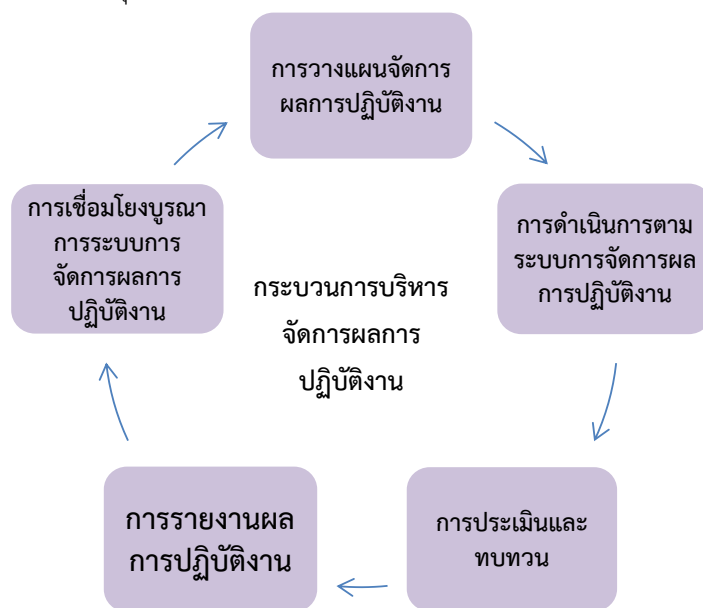 การวางแผนจัดการ
ผลการปฏิบัติงาน
การดำเนินการตาม
ระบบการจัดการผล
การปฏิบัติงาน
การประเมินและ
ทบทวน
การรายงานผล
การปฏิบัติงาน
การเชื่อมโยงบูรณา
การระบบการ
จัดการผลการ
ปฏิบัติงาน
กระบวนการบริหาร
จัดการผลการ
ปฏิบัติงาน